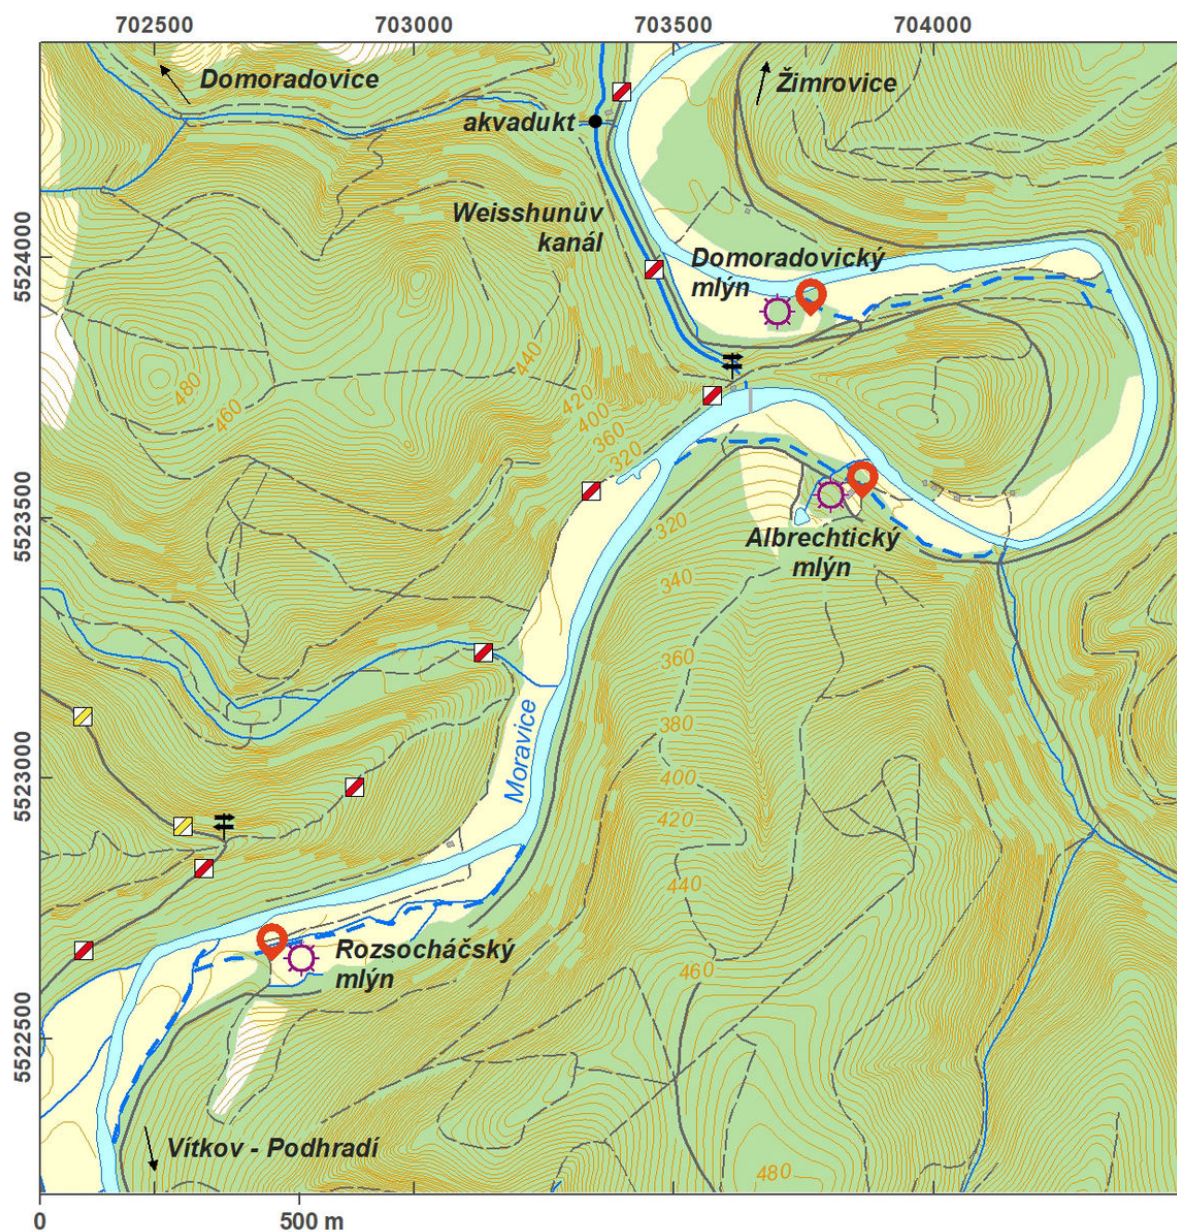 702500 703000 703500 704000
Domoradovice
Žimrovice
akvadukt
Weisshunův
kanál
5524000
Domoradovický
mlýn
480
460
440
420
400
360
320
5523500
320
Albrechtický
mlýn
340
360
380
400
420
440
460
480
Moravice
5523000
Rozsocháčský
mlýn
5522500
Vítkov - Podhradí
0 500 m